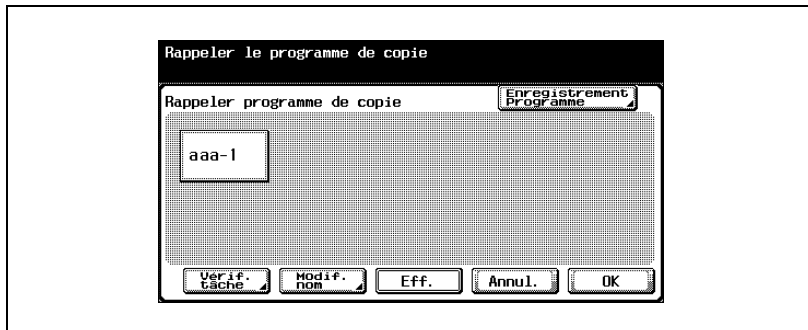 Rappeler le programme de copie
Rappeler programme de copie
Enregistrement
Programme
aaa-1
Vérif.
tâche
Modif.
nom
Eff.
Annul.
OK